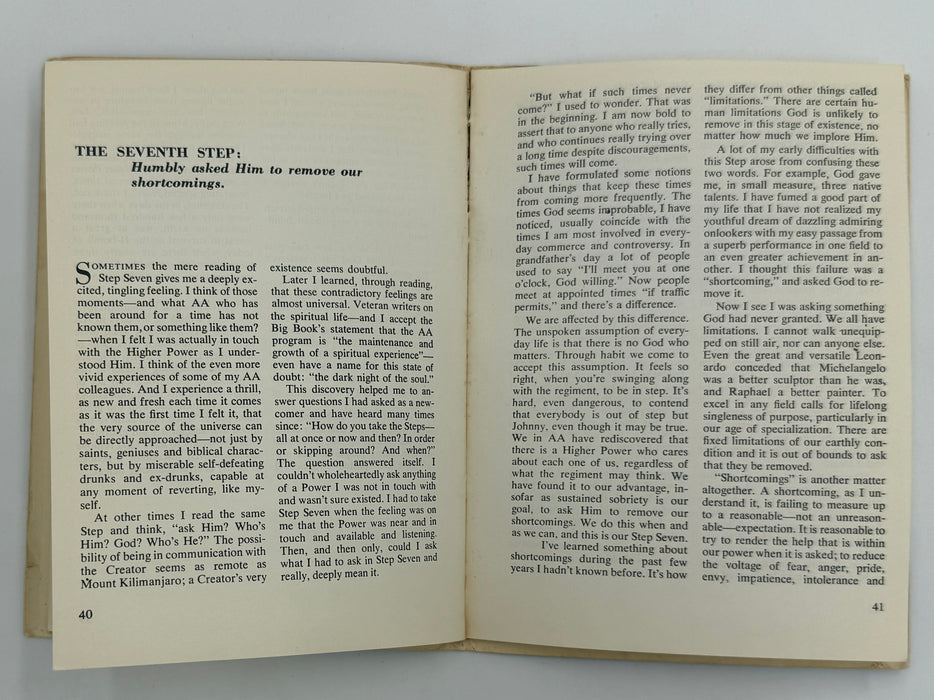 THE SEVENTH STEP:
Humbly asked Him to remove our
shortcomings.
SOMETIMES the mere reading of
Step Seven gives me a deeply ex-
cited, tingling feeling. I think of those
moments—and what AA who has
been around for a time has not
known them, or something like them?
—when I felt I was actually in touch
with the Higher Power as I under-
stood Him. I think of the even more
vivid experiences of some of my AA
colleagues. And I experience a thrill,
as new and fresh each time it comes
as it was the first time I felt it, that
the very source of the universe can
be directly approached—not just by
saints, geniuses and biblical charac-
ters, but by miserable self-defeating
drunks and ex-drunks, capable at
any moment of reverting, like my-
self.
At other times I read the same
Step and think, "ask Him? Who's
Him? God? Who's He?" The possi-
bility of being in communication with
the Creator seems as remote as
Mount Kilimanjaro; a Creator's very
existence seems doubtful.
Later I learned, through reading,
that these contradictory feelings are
almost universal. Veteran writers on
the spiritual life—and I accept the
Big Book's statement that the AA
program is "the maintenance and
growth of a spiritual experience"—
even have a name for this state of
doubt: "the dark night of the soul."
This discovery helped me to an-
swer questions I had asked as a new-
comer and have heard many times
since: "How do you take the Steps—
all at once or now and then? In order
or skipping around? And when?"
The question answered itself. I
couldn't wholeheartedly ask anything
of a Power I was not in touch with
and wasn't sure existed. I had to take
Step Seven when the feeling was on
me that the Power was near and in
touch and available and listening.
Then, and then only, could I ask
what I had to ask in Step Seven and
really, deeply mean it.
40
"But what if such times never
come?" I used to wonder. That was
in the beginning. I am now bold to
assert that to anyone who really tries,
and who continues really trying over
a long time despite discouragements,
such times will come.
I have formulated some notions
about things that keep these times
from coming more frequently. The
times God seems improbable, I have
noticed, usually coincide with the
times I am most involved in every-
day commerce and controversy. In
grandfather's day a lot of people
used to say "I'll meet you at one
o'clock, God willing." Now people
meet at appointed times "if traffic
permits," and there's a difference.
We are affected by this difference.
The unspoken assumption of every-
day life is that there is no God who
matters. Through habit we come to
accept this assumption. It feels so
right, when you're swinging along
with the regiment, to be in step. It's
hard, even dangerous, to contend
that everybody is out of step but
Johnny, even though it may be true.
We in AA have rediscovered that
there is a Higher Power who cares
about each one of us, regardless of
what the regiment may think. We
have found it to our advantage, in-
sofar as sustained sobriety is our
goal, to ask Him to remove our
shortcomings. We do this when and
as we can, and this is our Step Seven.
I've learned something about
shortcomings during the past few
years I hadn't known before. It's how
they differ from other things called
"limitations." There are certain hu-
man limitations God is unlikely to
remove in this stage of existence, no
matter how much we implore Him.
A lot of my early difficulties with
this Step arose from confusing these
two words. For example, God gave
me, in small measure, three native
talents. I have fumed a good part of
my life that I have not realized my
youthful dream of dazzling admiring
onlookers with my easy passage from
a superb performance in one field to
an even greater achievement in an-
other. I thought this failure was a
"shortcoming," and asked God to re-
move it.
Now I see I was asking something
God had never granted. We all have
limitations. I cannot walk unequip-
ped on still air, nor can anyone else.
Even the great and versatile Leon-
ardo conceded that Michelangelo
was a better sculptor than he was,
and Raphael a better painter. To
excel in any field calls for lifelong
singleness of purpose, particularly in
our age of specialization. There are
fixed limitations of our earthly con-
dition and it is out of bounds to ask
that they be removed.
"Shortcomings" is another matter
altogether. A shortcoming, as I un-
derstand it, is failing to measure up
to a reasonable—not an unreason-
able—expectation. It is reasonable to
try to render the help that is within
our power when it is asked; to reduce
the voltage of fear, anger, pride,
envy, impatience, intolerance and
41